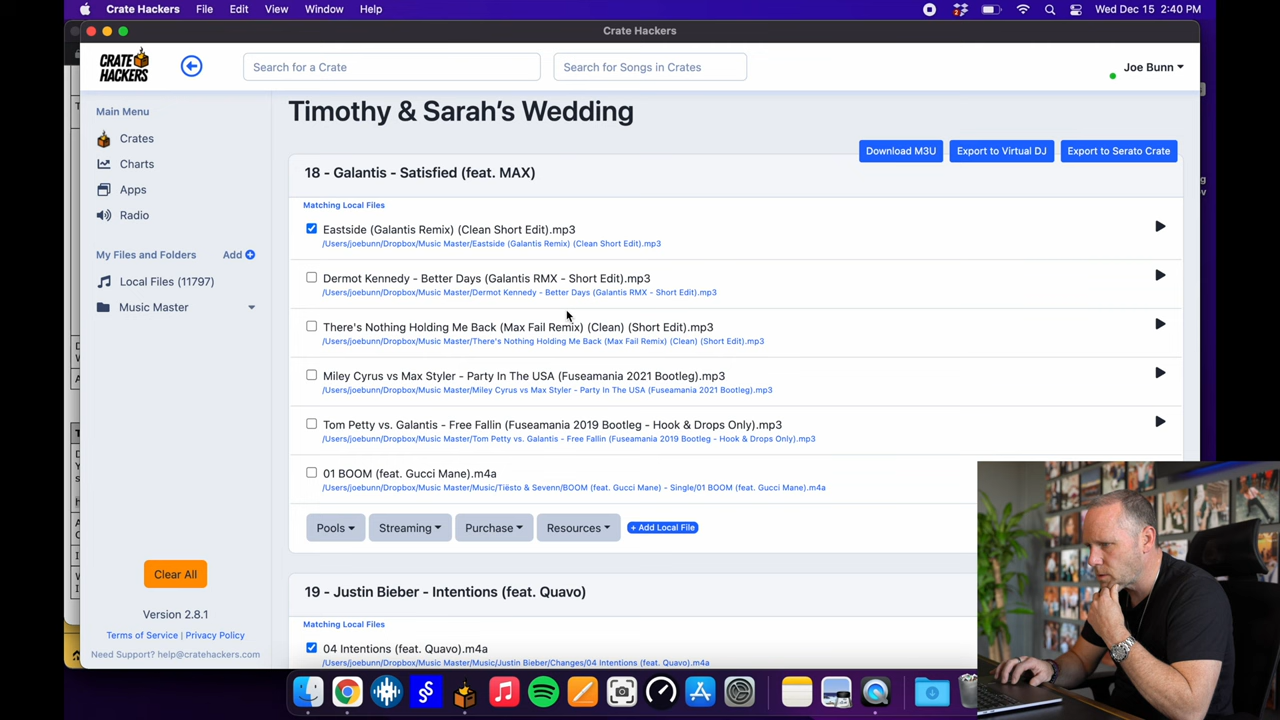 Crate Hackers File Edit View Window Help Wed Dec 15 2:40 PM
Crate Hackers
CRATE
HACKERS
Search for a Crate
Search for Songs in Crates
Joe Bunn
Main Menu
Crates
Charts
Apps
Radio
My Files and Folders Add
Local Files (11797)
Music Master
Clear All
Version 2.8.1
Terms of Service | Privacy Policy
Need Support? help@cratehackers.com
Timothy & Sarah's Wedding
Download M3U
Export to Virtual DJ
Export to Serato Crate
18 - Galantis - Satisfied (feat. MAX)
Matching Local Files
Eastside (Galantis Remix) (Clean Short Edit).mp3
/Users/joebunn/Dropbox/Music Master/Eastside (Galantis Remix) (Clean Short Edit).mp3
Dermot Kennedy - Better Days (Galantis RMX - Short Edit).mp3
/Users/joebunn/Dropbox/Music Master/Dermot Kennedy - Better Days (Galantis RMX - Short Edit).mp3
There's Nothing Holding Me Back (Max Fail Remix) (Clean) (Short Edit).mp3
/Users/joebunn/Dropbox/Music Master/There's Nothing Holding Me Back (Max Fail Remix) (Clean) (Short Edit).mp3
Miley Cyrus vs Max Styler - Party In The USA (Fuseamania 2021 Bootleg).mp3
/Users/joebunn/Dropbox/Music Master/Miley Cyrus vs Max Styler - Party In The USA (Fuseamania 2021 Bootleg).mp3
Tom Petty vs. Galantis - Free Fallin (Fuseamania 2019 Bootleg - Hook & Drops Only).mp3
/Users/joebunn/Dropbox/Music Master/Tom Petty vs. Galantis - Free Fallin (Fuseamania 2019 Bootleg - Hook & Drops Only).mp3
01 BOOM (feat. Gucci Mane).m4a
/Users/joebunn/Dropbox/Music Master/Music/Tiësto & Sevenn/BOOM (feat. Gucci Mane) - Single/01 BOOM (feat. Gucci Mane).m4a
Pools
Streaming
Purchase
Resources
+ Add Local File
19 - Justin Bieber - Intentions (feat. Quavo)
Matching Local Files
04 Intentions (feat. Quavo).m4a
/Users/joebunn/Dropbox/Music Master/Music/Justin Bieber/Changes/04 Intentions (feat. Quavo).m4a